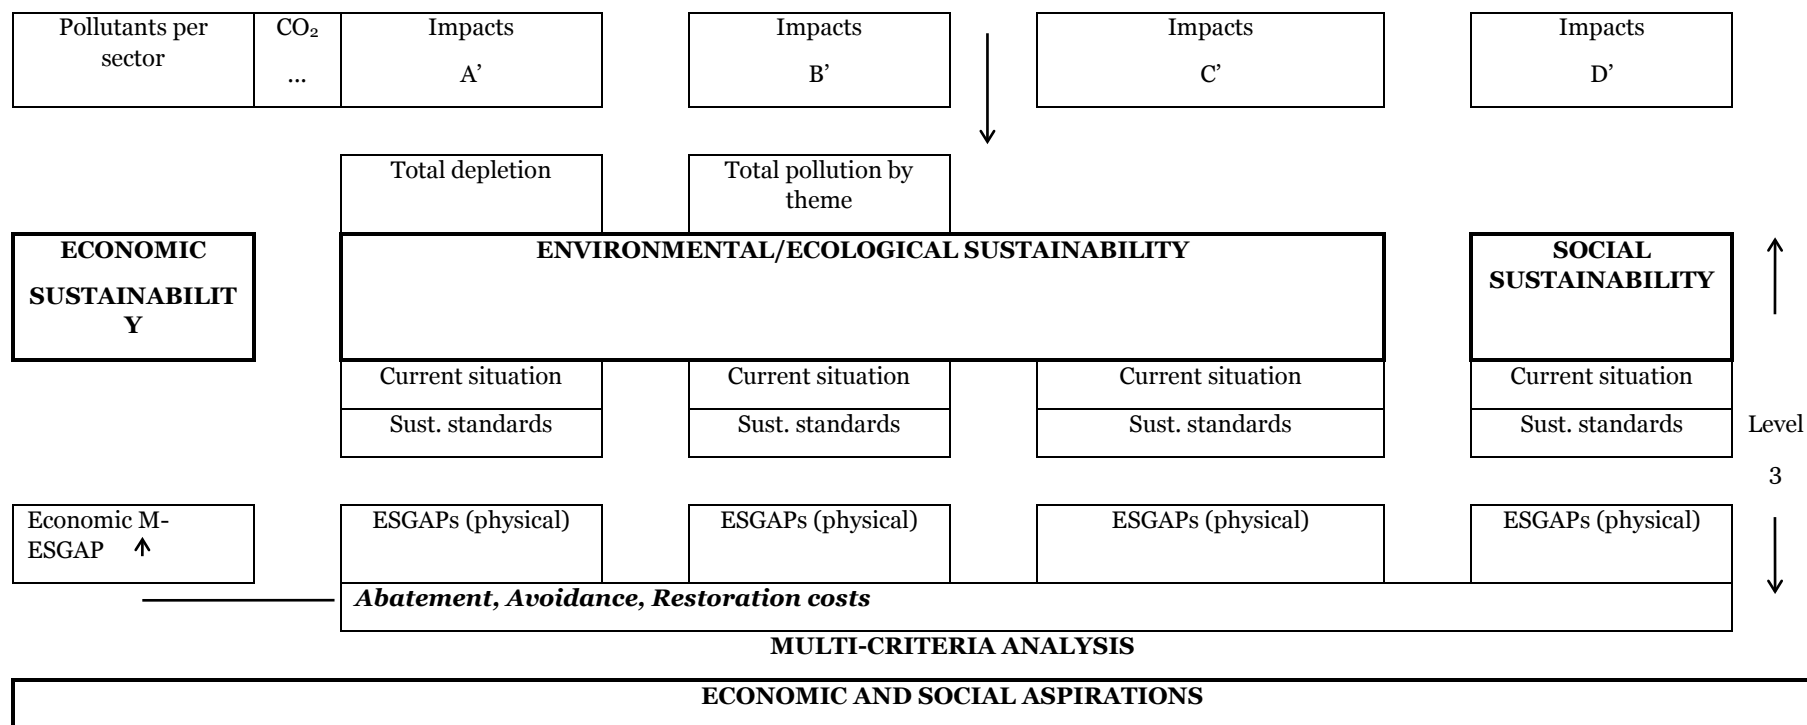 Pollutants per
sector
CO₂
...
Impacts
A’
Impacts
B’
Impacts
C’
Impacts
D’
Total depletion
Total pollution by
theme
ECONOMIC
SUSTAINABILIT
Y
ENVIRONMENTAL/ECOLOGICAL SUSTAINABILITY
SOCIAL
SUSTAINABILITY
Current situation
Current situation
Current situation
Current situation
Sust. standards
Sust. standards
Sust. standards
Sust. standards
Level
3
Economic M-
ESGAP
ESGAPs (physical)
ESGAPs (physical)
ESGAPs (physical)
ESGAPs (physical)
Abatement, Avoidance, Restoration costs
MULTI-CRITERIA ANALYSIS
ECONOMIC AND SOCIAL ASPIRATIONS